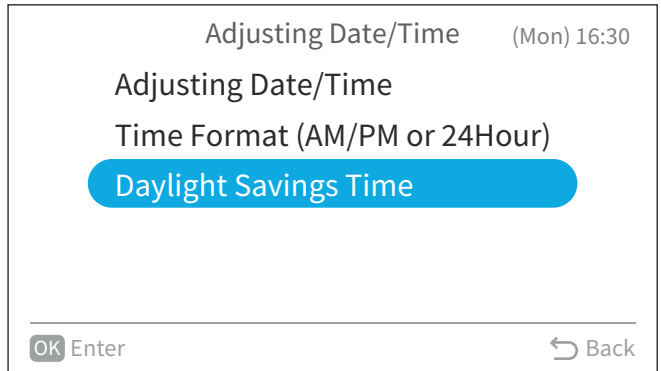 Adjusting Date/Time (Mon) 16:30
Adjusting Date/Time
Time Format (AM/PM or 24Hour)
Daylight Savings Time
OK Enter Back